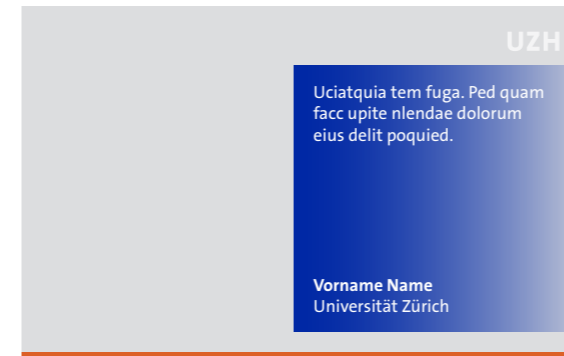 UZH
Uciatquia tem fuga. Ped quam
facc upite nlendae dolorum
eius delit poquied.
Vorname Name
Universität Zürich